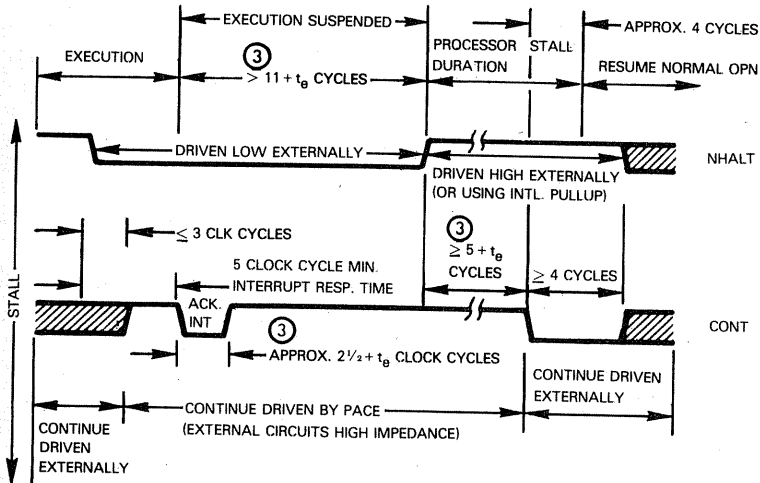 EXECUTION SUSPENDED
APPROX. 4 CYCLES
EXECUTION
PROCESSOR STALL
DURATION
3
> 11 + te CYCLES
RESUME NORMAL OPN
DRIVEN LOW EXTERNALLY
NHALT
DRIVEN HIGH EXTERNALLY
(OR USING INTL. PULLUP)
≤ 3 CLK CYCLES
3
≥ 5 + te
CYCLES
5 CLOCK CYCLE MIN.
INTERRUPT RESP. TIME
≥ 4 CYCLES
STALL
ACK.
INT
CONT
3
APPROX. 2½ + te CLOCK CYCLES
CONTINUE DRIVEN
EXTERNALLY
CONTINUE DRIVEN BY PACE
(EXTERNAL CIRCUITS HIGH IMPEDANCE)
CONTINUE
DRIVEN
EXTERNALLY